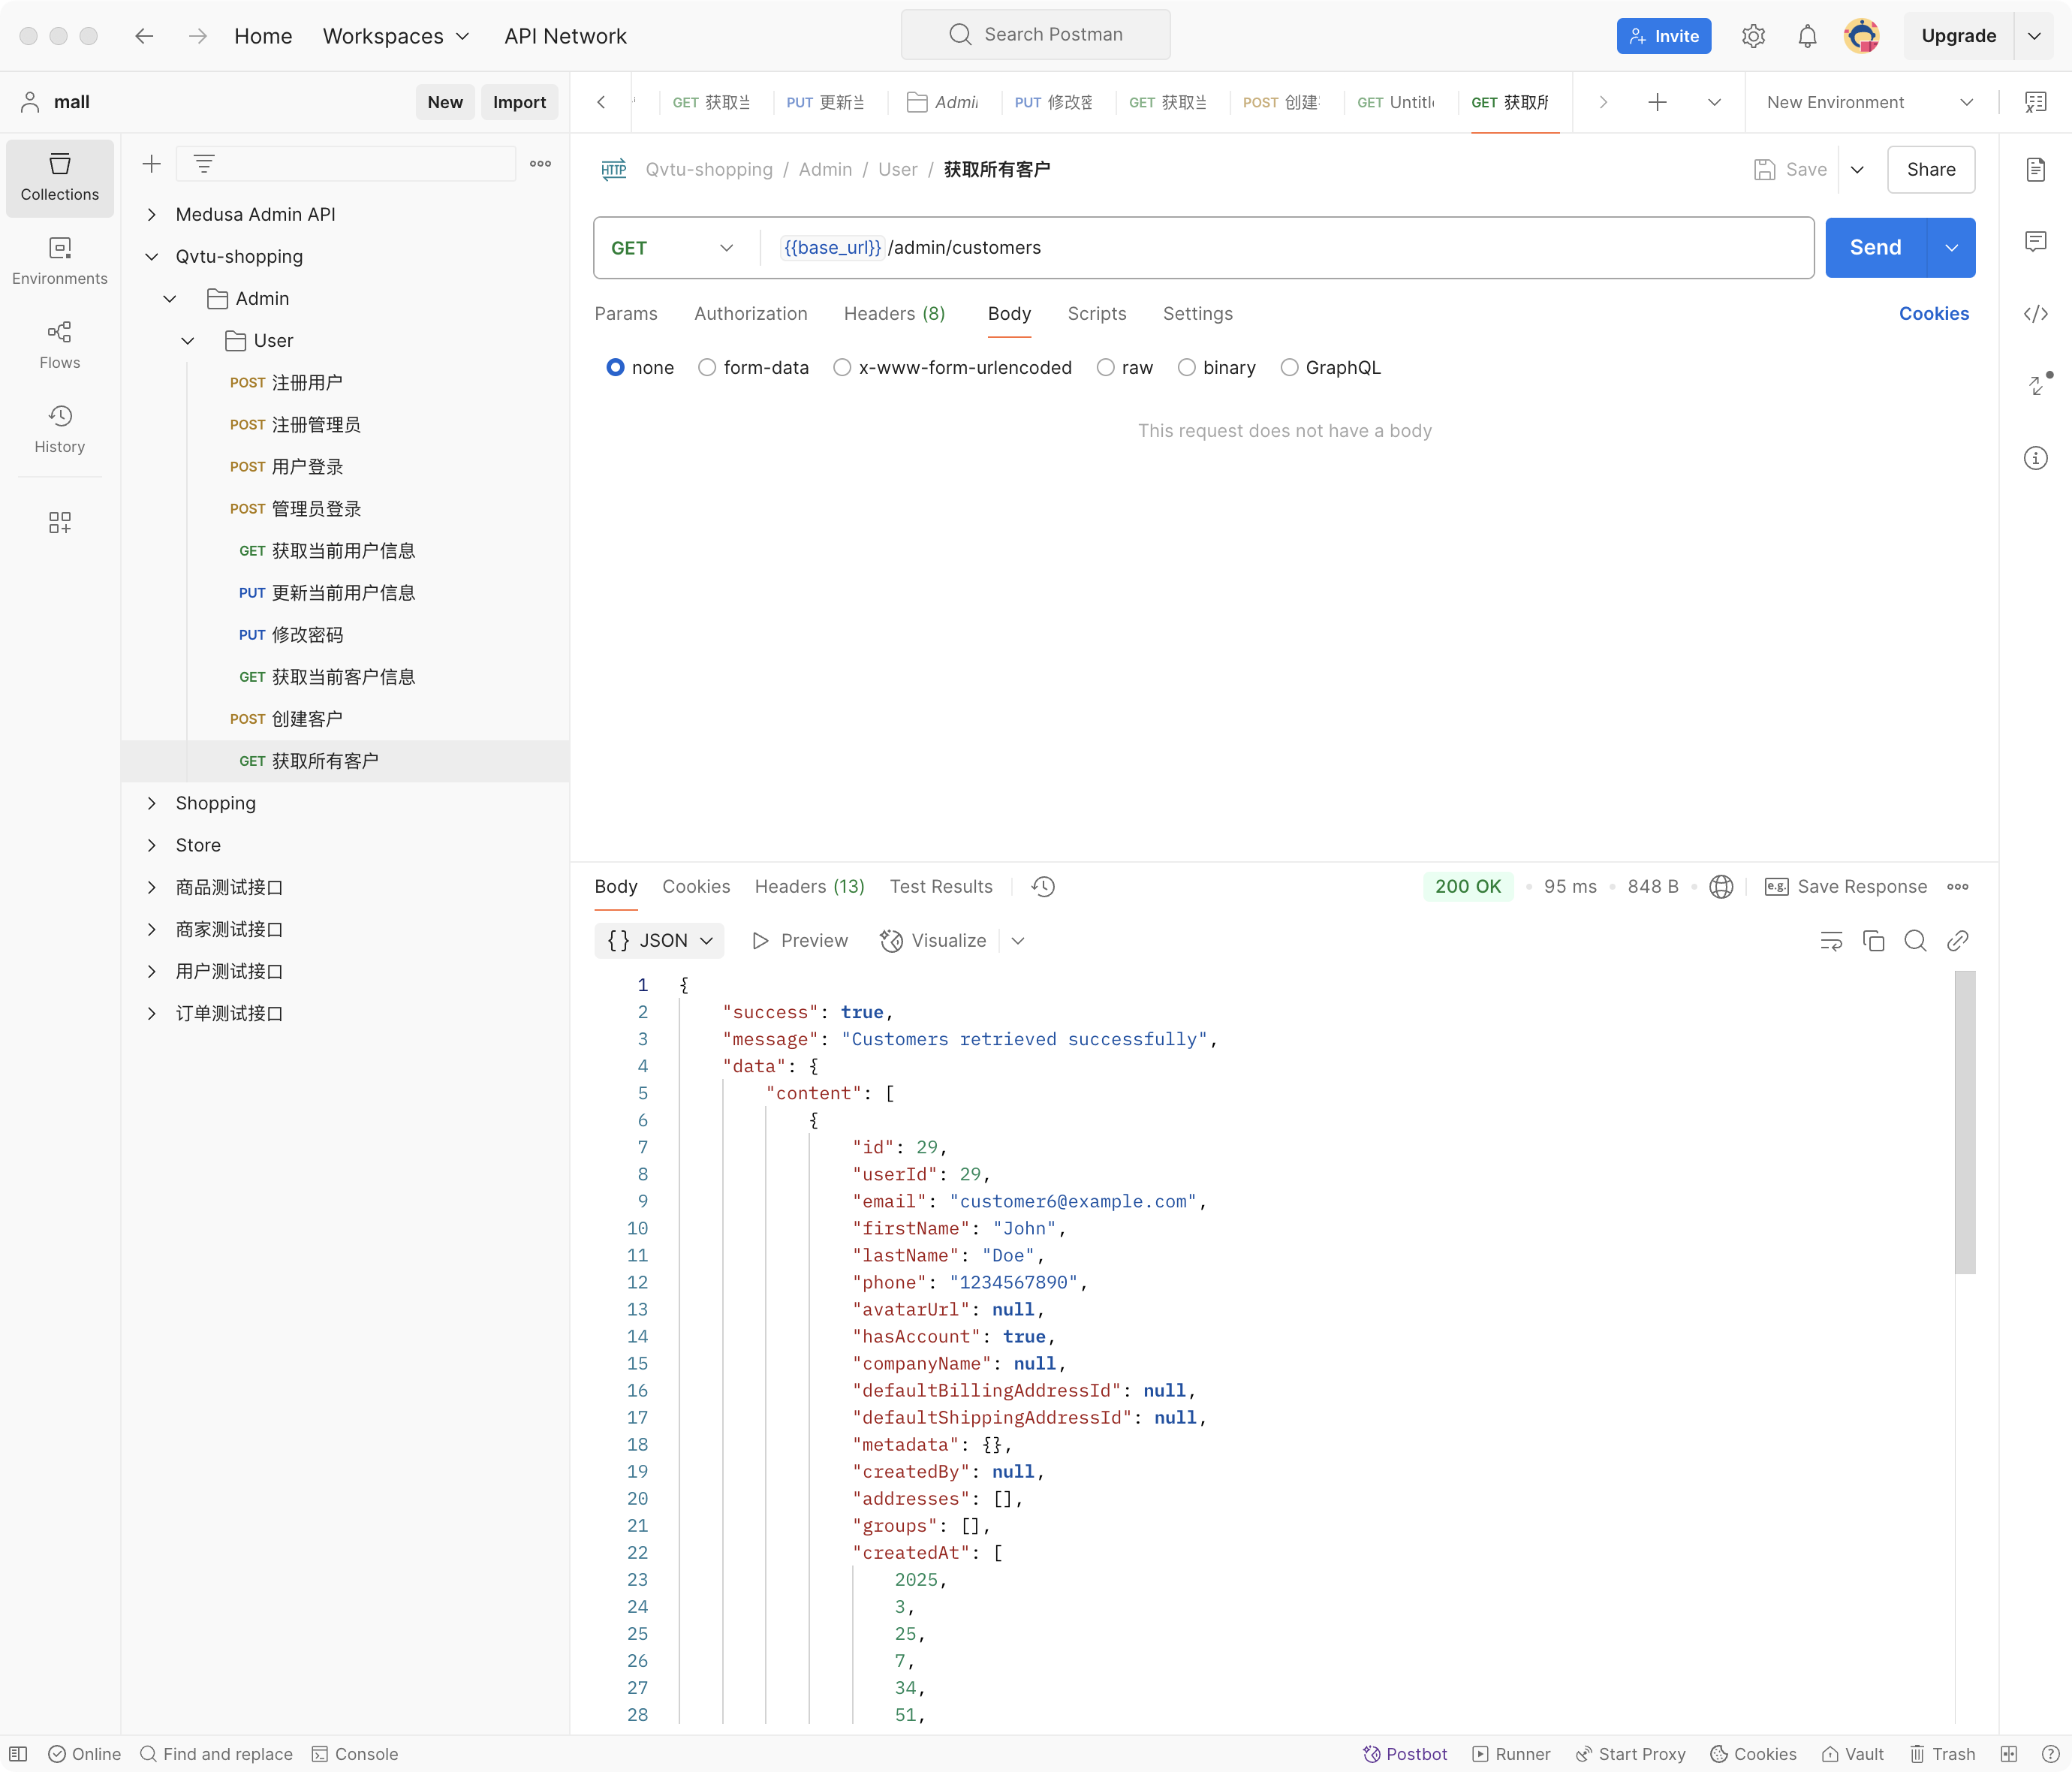 Home Workspaces API Network Search Postman Invite Upgrade
mall New Import
GET 获取当 PUT 更新当 Admin PUT 修改密 GET 获取当 POST 创建 GET Untitl GET 获取所 New Environment
Collections
Environments
Flows
History
Medusa Admin API
Qvtu-shopping
Admin
User
POST 注册用户
POST 注册管理员
POST 用户登录
POST 管理员登录
GET 获取当前用户信息
PUT 更新当前用户信息
PUT 修改密码
GET 获取当前客户信息
POST 创建客户
GET 获取所有客户
Shopping
Store
商品测试接口
商家测试接口
用户测试接口
订单测试接口
HTTP Qvtu-shopping / Admin / User / 获取所有客户 Save Share
GET {{base_url}}/admin/customers Send
Params Authorization Headers (8) Body Scripts Settings Cookies
none form-data x-www-form-urlencoded raw binary GraphQL
This request does not have a body
Body Cookies Headers (13) Test Results 200 OK • 95 ms • 848 B • e.g. Save Response
{} JSON Preview Visualize
1 {
2 "success": true,
3 "message": "Customers retrieved successfully",
4 "data": {
5 "content": [
6 {
7 "id": 29,
8 "userId": 29,
9 "email": "customer6@example.com",
10 "firstName": "John",
11 "lastName": "Doe",
12 "phone": "1234567890",
13 "avatarUrl": null,
14 "hasAccount": true,
15 "companyName": null,
16 "defaultBillingAddressId": null,
17 "defaultShippingAddressId": null,
18 "metadata": {},
19 "createdBy": null,
20 "addresses": [],
21 "groups": [],
22 "createdAt": [
23 2025,
24 3,
25 25,
26 7,
27 34,
28 51,
Online Find and replace Console Postbot Runner Start Proxy Cookies Vault Trash